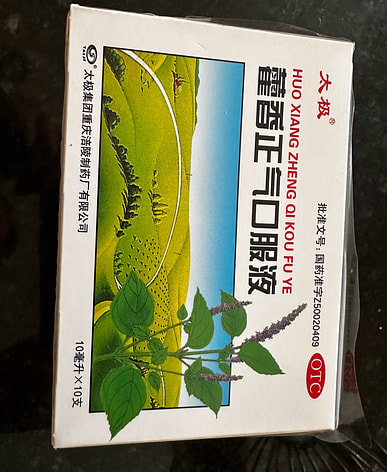 太极®
HUO XIANG ZHENG QI KOU FU YE
藿香正气口服液
批准文号：国药准字Z50020409
OTC
太极集团重庆涪陵制药厂有限公司
10毫升×10支